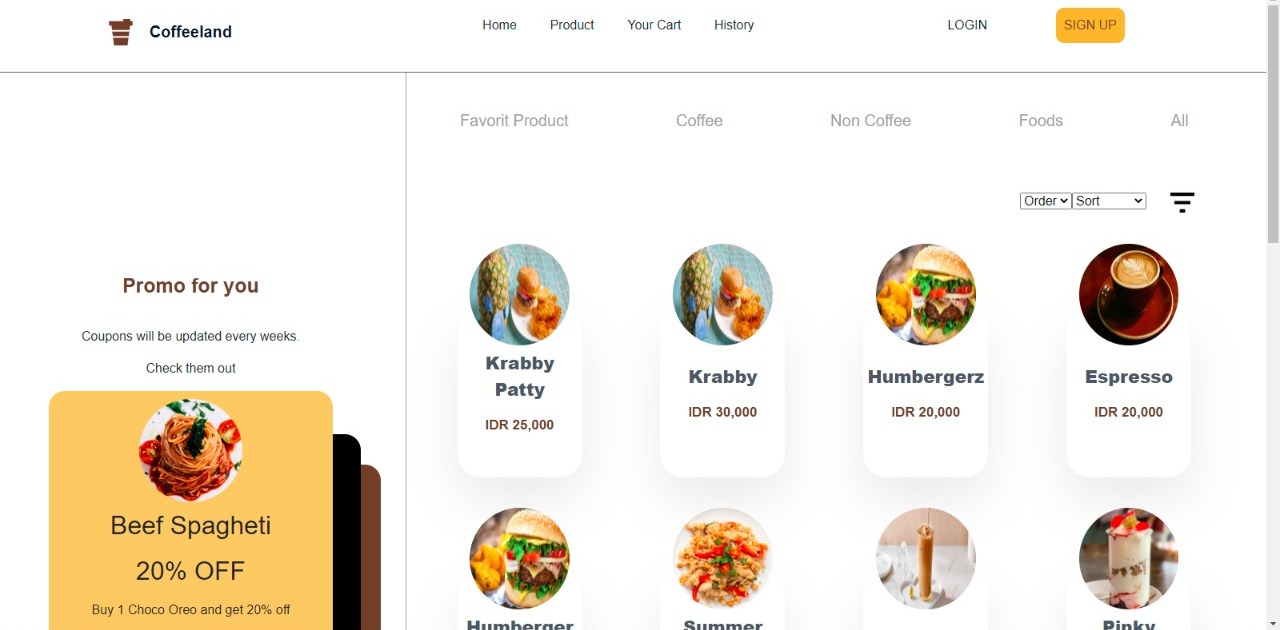 Coffeeland
Home Product Your Cart History
LOGIN
SIGN UP
Favorit Product Coffee Non Coffee Foods All
Order Sort
Promo for you
Coupons will be updated every weeks.
Check them out
Beef Spagheti
20% OFF
Buy 1 Choco Oreo and get 20% off
Krabby
Patty
IDR 25,000
Krabby
IDR 30,000
Humbergerz
IDR 20,000
Espresso
IDR 20,000
Humberger
Summer
Pinky